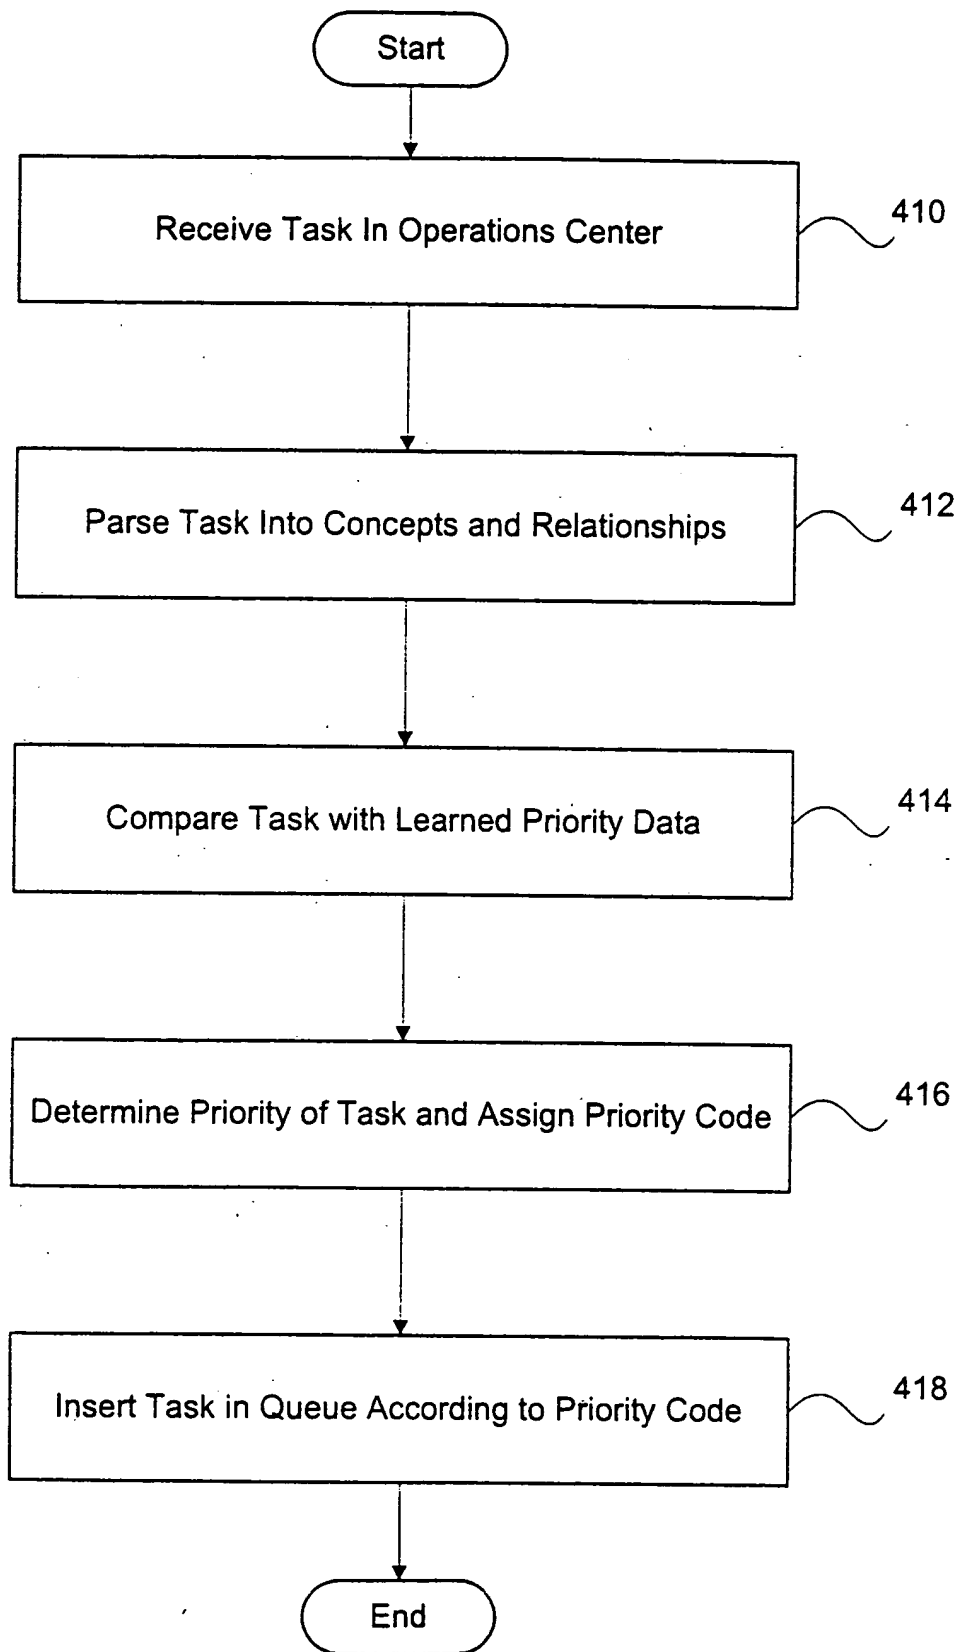 Start
Receive Task In Operations Center
410
Parse Task Into Concepts and Relationships
412
Compare Task with Learned Priority Data
414
Determine Priority of Task and Assign Priority Code
416
Insert Task in Queue According to Priority Code
418
End